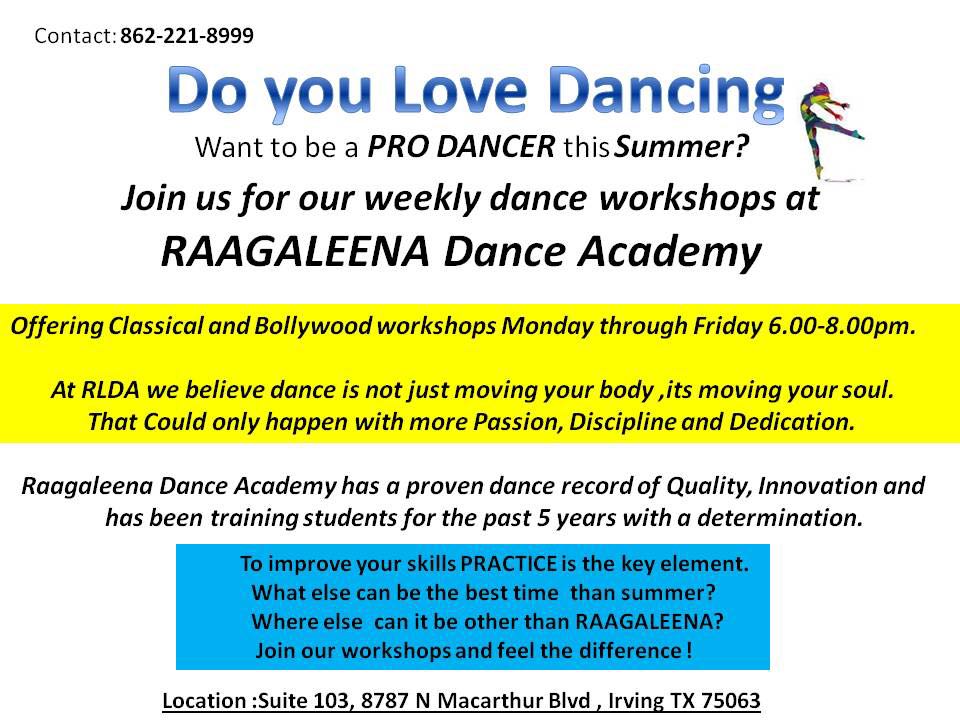 Contact: 862-221-8999
Do you Love Dancing
Want to be a PRO DANCER this Summer?
Join us for our weekly dance workshops at
RAAGALEENA Dance Academy
Offering Classical and Bollywood workshops Monday through Friday 6.00-8.00pm.
At RLDA we believe dance is not just moving your body ,its moving your soul.
That Could only happen with more Passion, Discipline and Dedication.
Raagaleena Dance Academy has a proven dance record of Quality, Innovation and
has been training students for the past 5 years with a determination.
To improve your skills PRACTICE is the key element.
What else can be the best time than summer?
Where else can it be other than RAAGALEENA?
Join our workshops and feel the difference !
Location :Suite 103, 8787 N Macarthur Blvd , Irving TX 75063